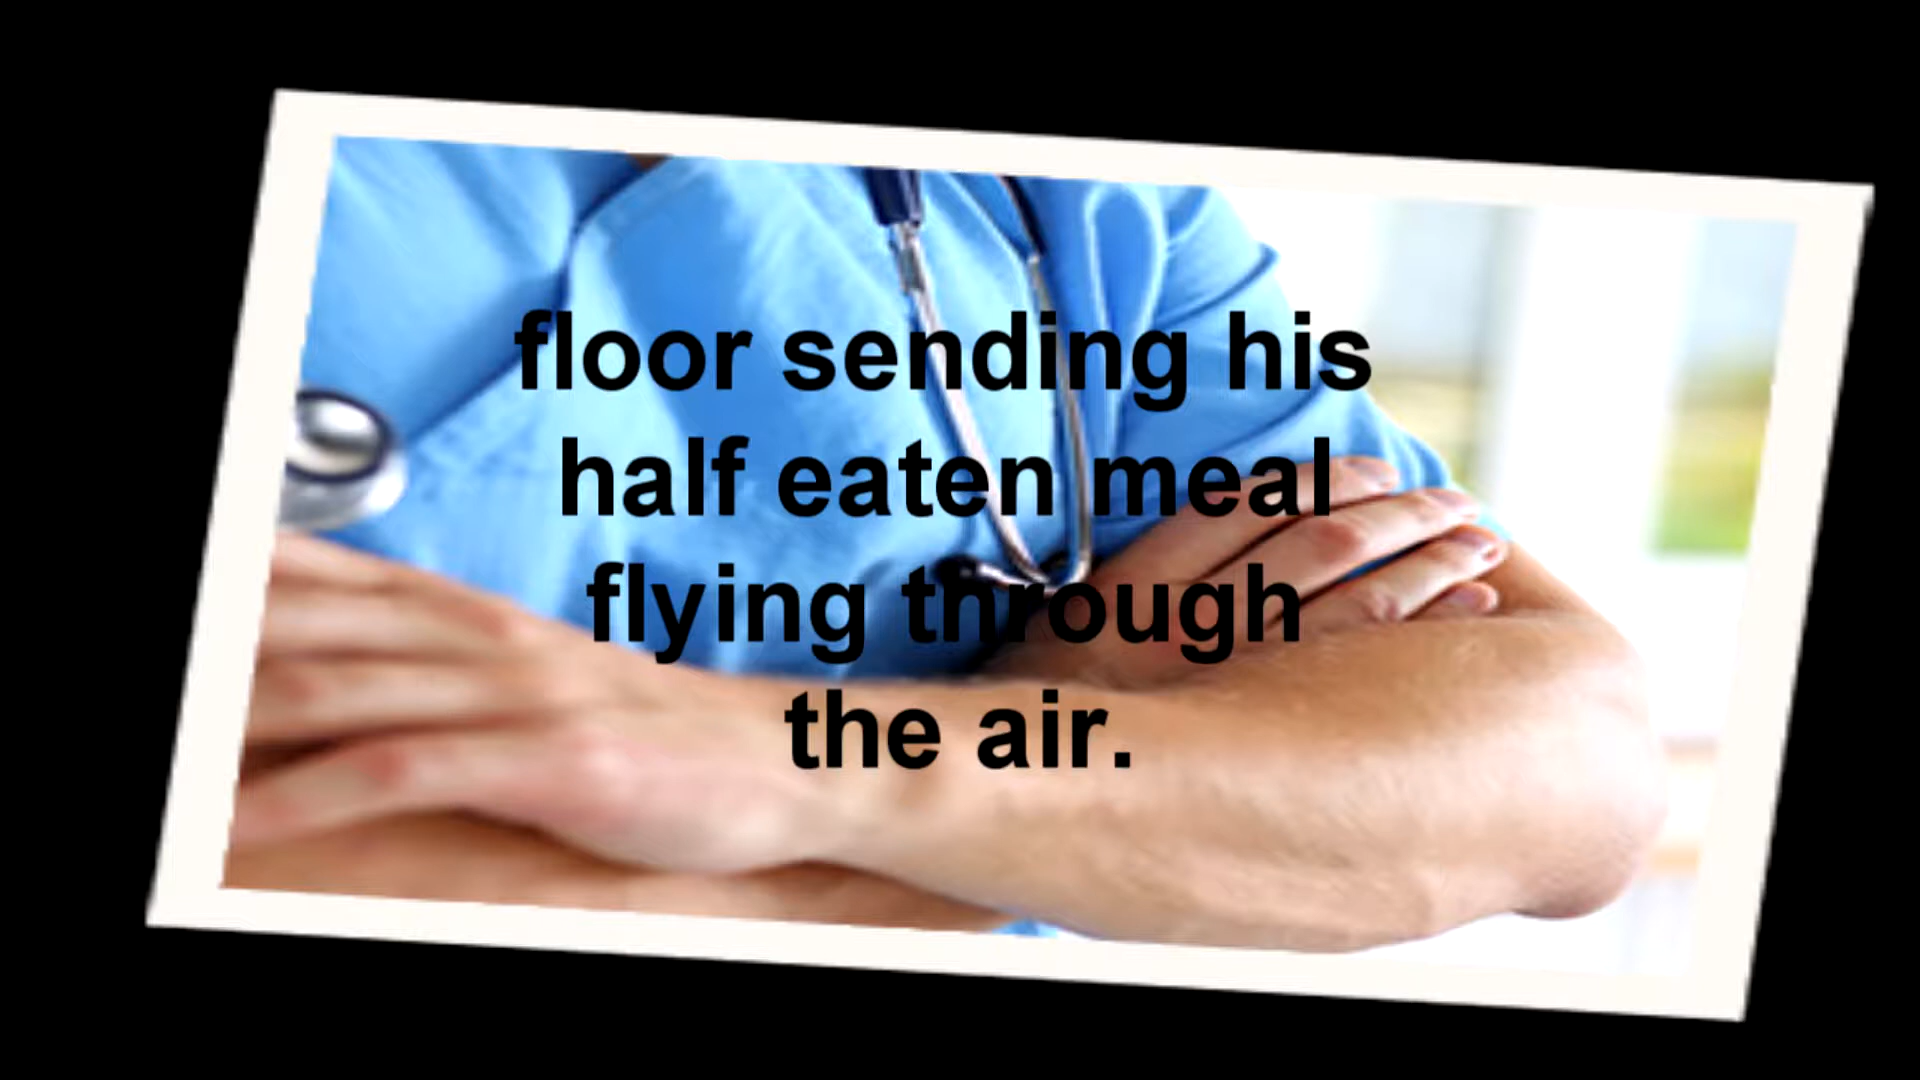 floor sending his
half eaten meal
flying through
the air.